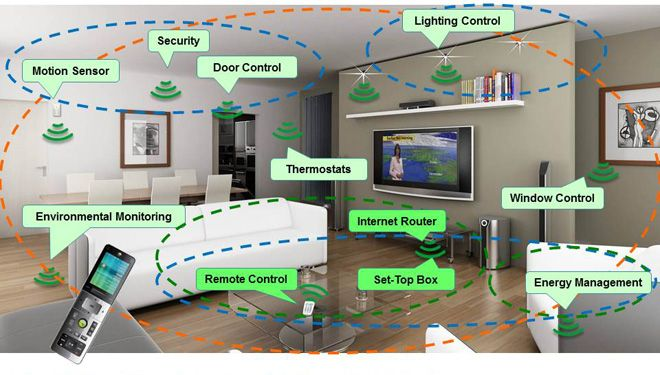 Lighting Control
Security
Motion Sensor
Door Control
Thermostats
Window Control
Environmental Monitoring
Internet Router
Remote Control
Set-Top Box
Energy Management